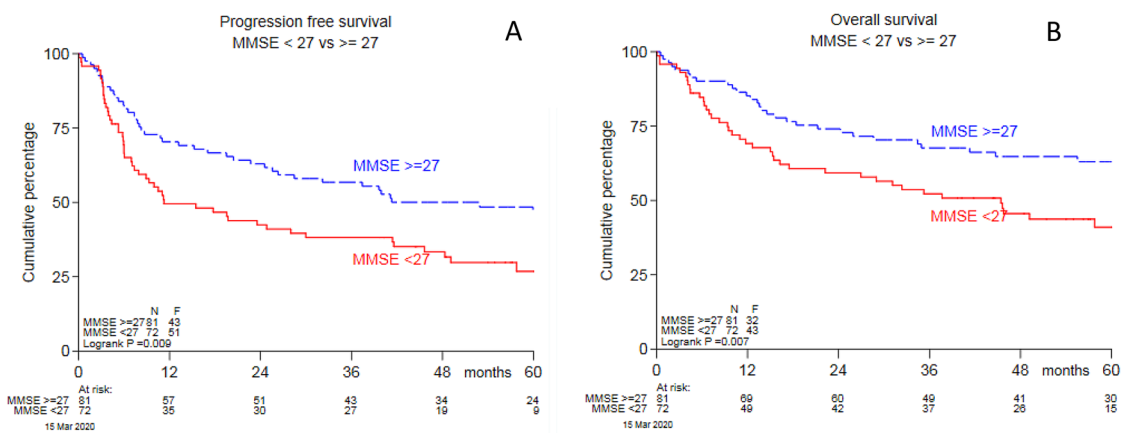 Progression free survival
MMSE < 27 vs >= 27
A
100
75
50
25
0
Cumulative percentage
MMSE >=27
MMSE <27
N F
MMSE >=27 81 43
MMSE <27 72 51
Logrank P =0.009
0 12 24 36 48 months 60
At risk:
MMSE >=27 81 57 51 43 34 24
MMSE <27 72 35 30 27 19 9
15 Mar 2020
Overall survival
MMSE < 27 vs >= 27
B
100
75
50
25
0
Cumulative percentage
MMSE >=27
MMSE <27
N F
MMSE >=27 81 32
MMSE <27 72 43
Logrank P =0.007
0 12 24 36 48 months 60
At risk:
MMSE >=27 81 69 60 49 41 30
MMSE <27 72 49 42 37 26 15
15 Mar 2020